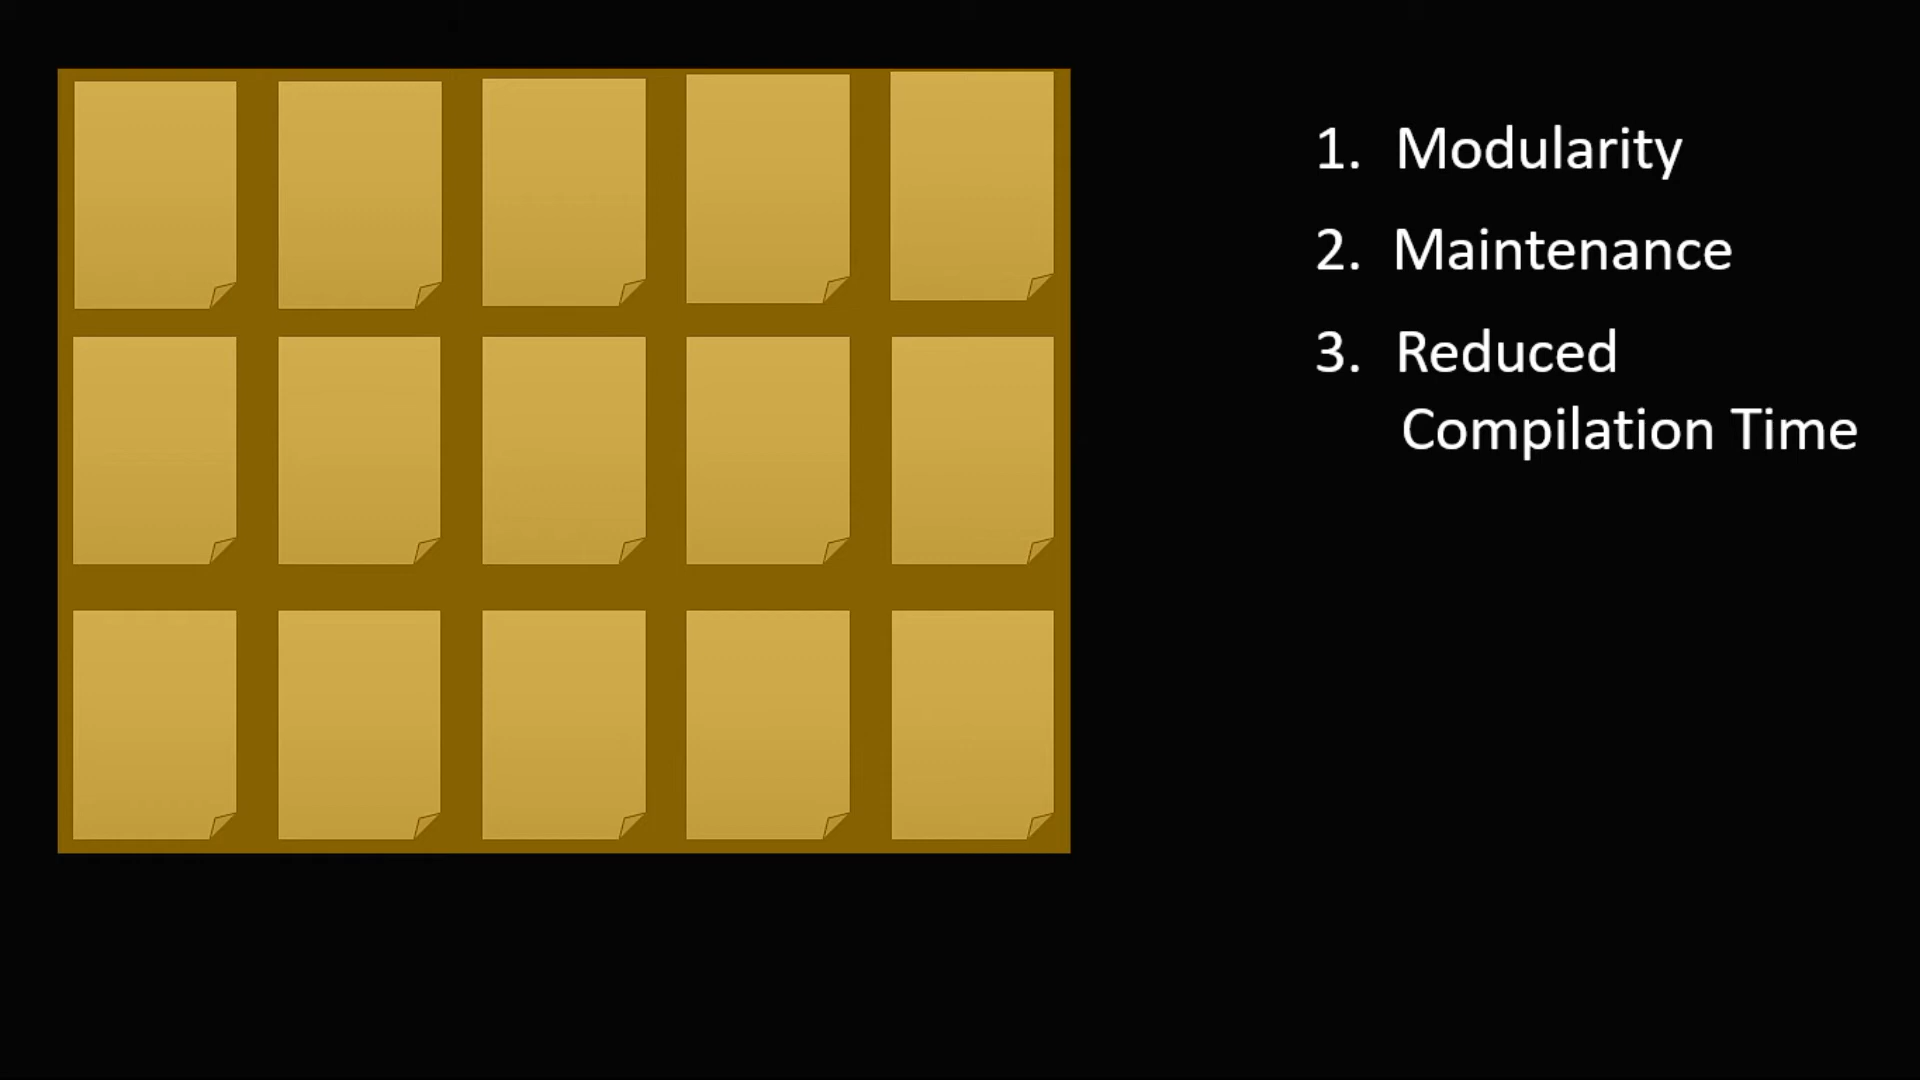 1. Modularity
2. Maintenance
3. Reduced
Compilation Time